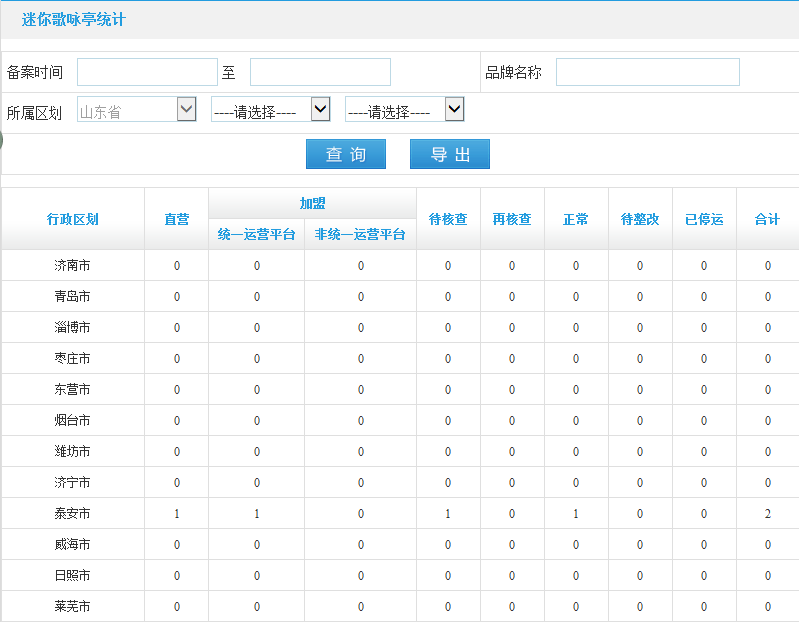 迷你歌咏亭统计
备案时间 至 品牌名称
所属区划 山东省 ----请选择---- ----请选择----
查 询 导 出
行政区划 直营 加盟 待核查 再核查 正常 待整改 已停运 合计
统一运营平台 非统一运营平台
济南市 0 0 0 0 0 0 0 0 0
青岛市 0 0 0 0 0 0 0 0 0
淄博市 0 0 0 0 0 0 0 0 0
枣庄市 0 0 0 0 0 0 0 0 0
东营市 0 0 0 0 0 0 0 0 0
烟台市 0 0 0 0 0 0 0 0 0
潍坊市 0 0 0 0 0 0 0 0 0
济宁市 0 0 0 0 0 0 0 0 0
泰安市 1 1 0 1 0 1 0 0 2
威海市 0 0 0 0 0 0 0 0 0
日照市 0 0 0 0 0 0 0 0 0
莱芜市 0 0 0 0 0 0 0 0 0